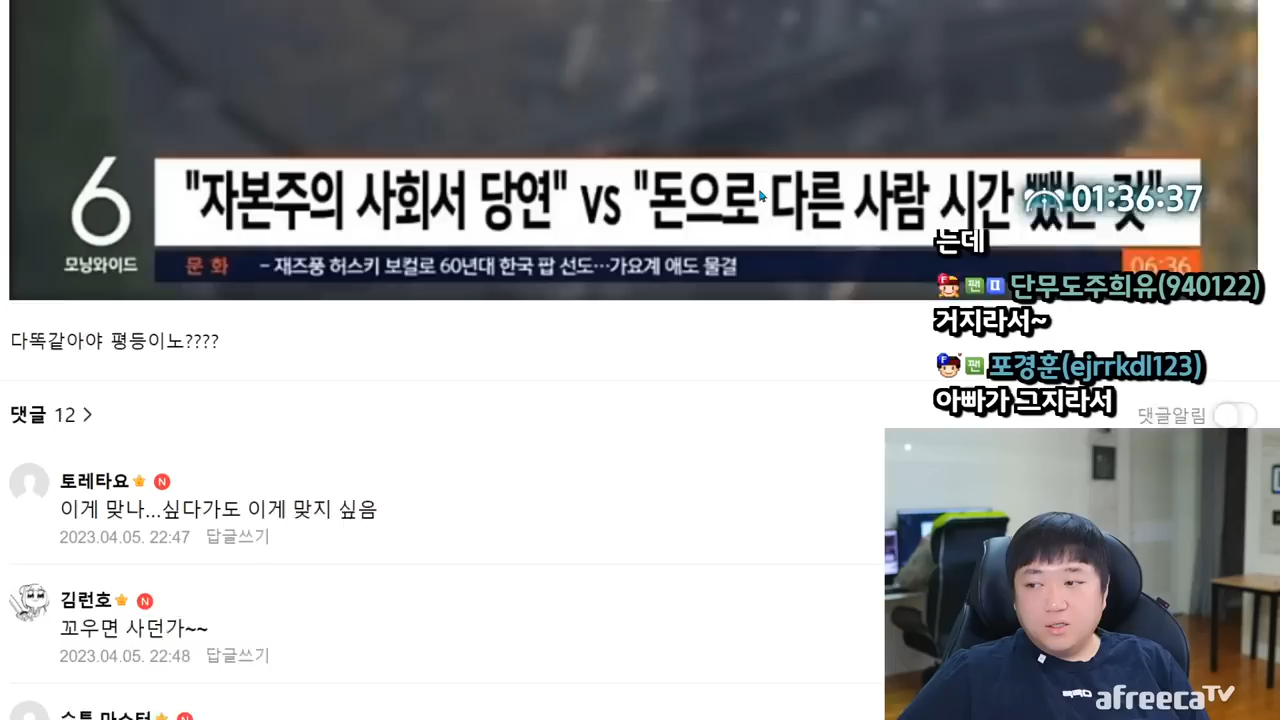 6
모닝와이드
"자본주의 사회서 당연" vs "돈으로 다른 사람 시간 뺐는 것"
문화 - 재즈풍 허스키 보컬로 60년대 한국 팝 선도…가요계 애도 물결
06:36
01:36:37
는데
단무도주희유(940122)
거지라서~
포경훈(ejrrkdl123)
아빠가 그지라서
다똑같아야 평등이노????
댓글 12 >
댓글알림
토레타요 N
이게 맞나...싶다가도 이게 맞지 싶음
2023.04.05. 22:47 답글쓰기
김런호 N
꼬우면 사던가~~
2023.04.05. 22:48 답글쓰기
afreecaTV